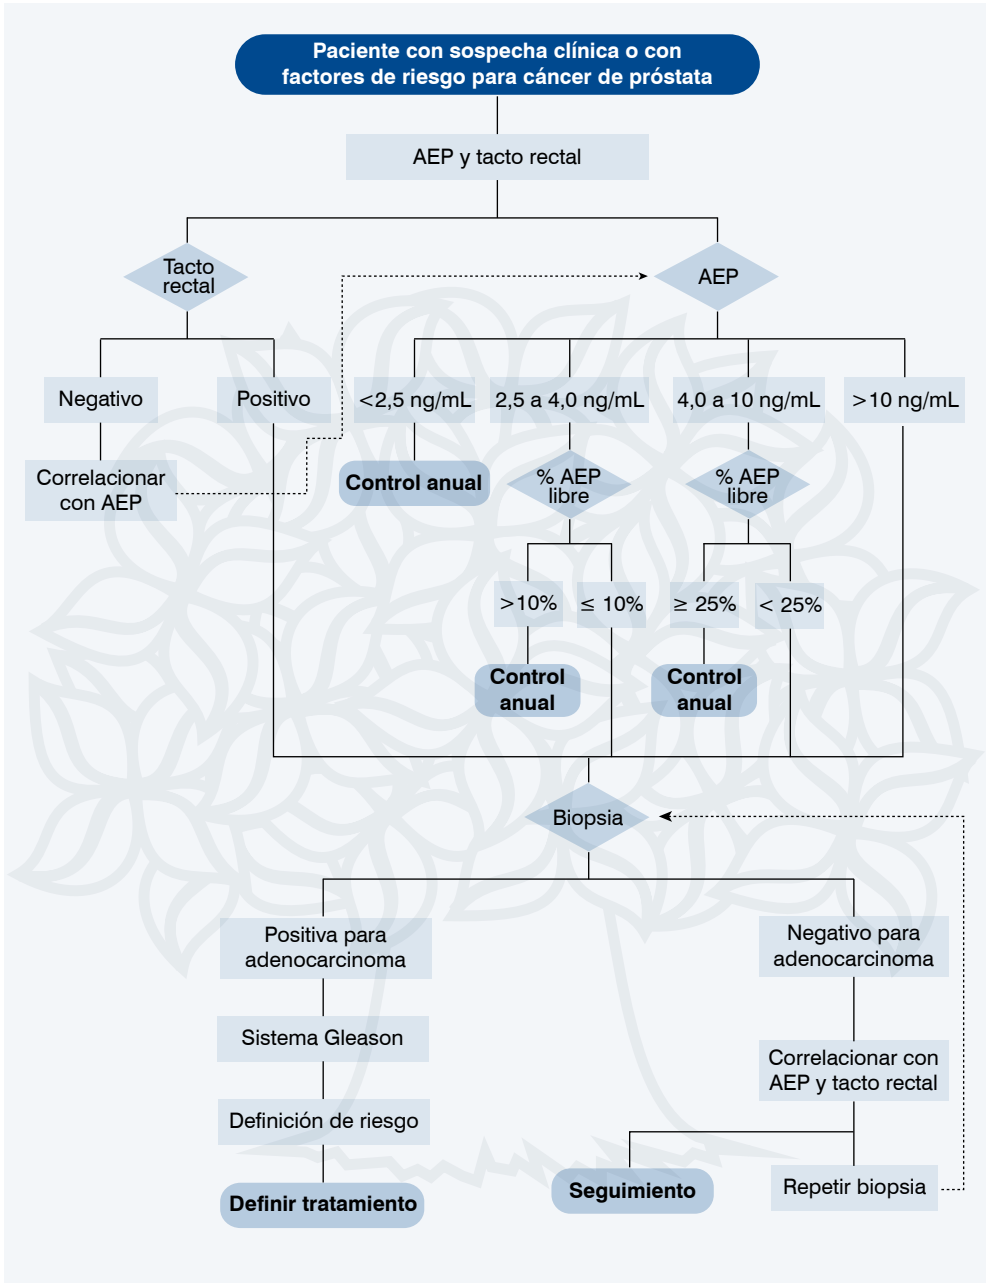 Paciente con sospecha clínica o con
factores de riesgo para cáncer de próstata
AEP y tacto rectal
Tacto
rectal
AEP
Negativo
Positivo
<2,5 ng/mL
2,5 a 4,0 ng/mL
4,0 a 10 ng/mL
>10 ng/mL
Correlacionar
con AEP
Control anual
% AEP
libre
% AEP
libre
>10%
≤ 10%
≥ 25%
< 25%
Control
anual
Control
anual
Biopsia
Positiva para
adenocarcinoma
Negativo para
adenocarcinoma
Sistema Gleason
Correlacionar con
AEP y tacto rectal
Definición de riesgo
Definir tratamiento
Seguimiento
Repetir biopsia